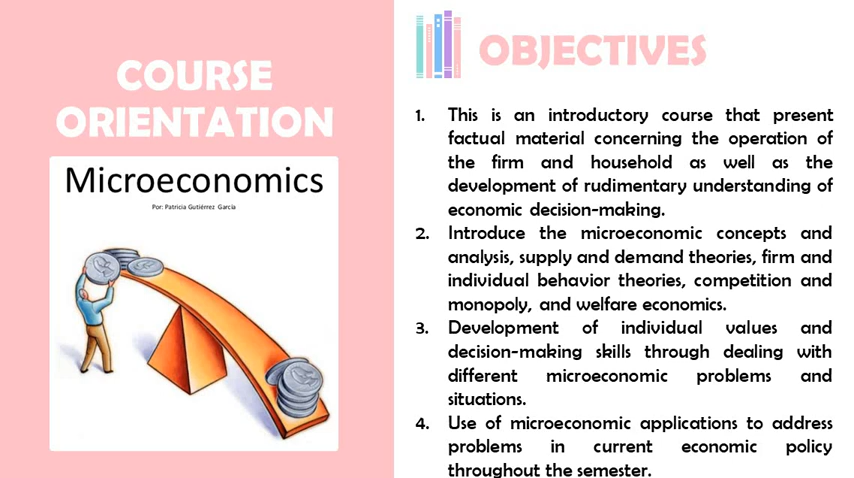 COURSE
ORIENTATION
Microeconomics
Por: Patricia Gutiérrez García
OBJECTIVES
1. This is an introductory course that present
factual material concerning the operation of
the firm and household as well as the
development of rudimentary understanding of
economic decision-making.
2. Introduce the microeconomic concepts and
analysis, supply and demand theories, firm and
individual behavior theories, competition and
monopoly, and welfare economics.
3. Development of individual values and
decision-making skills through dealing with
different microeconomic problems and
situations.
4. Use of microeconomic applications to address
problems in current economic policy
throughout the semester.